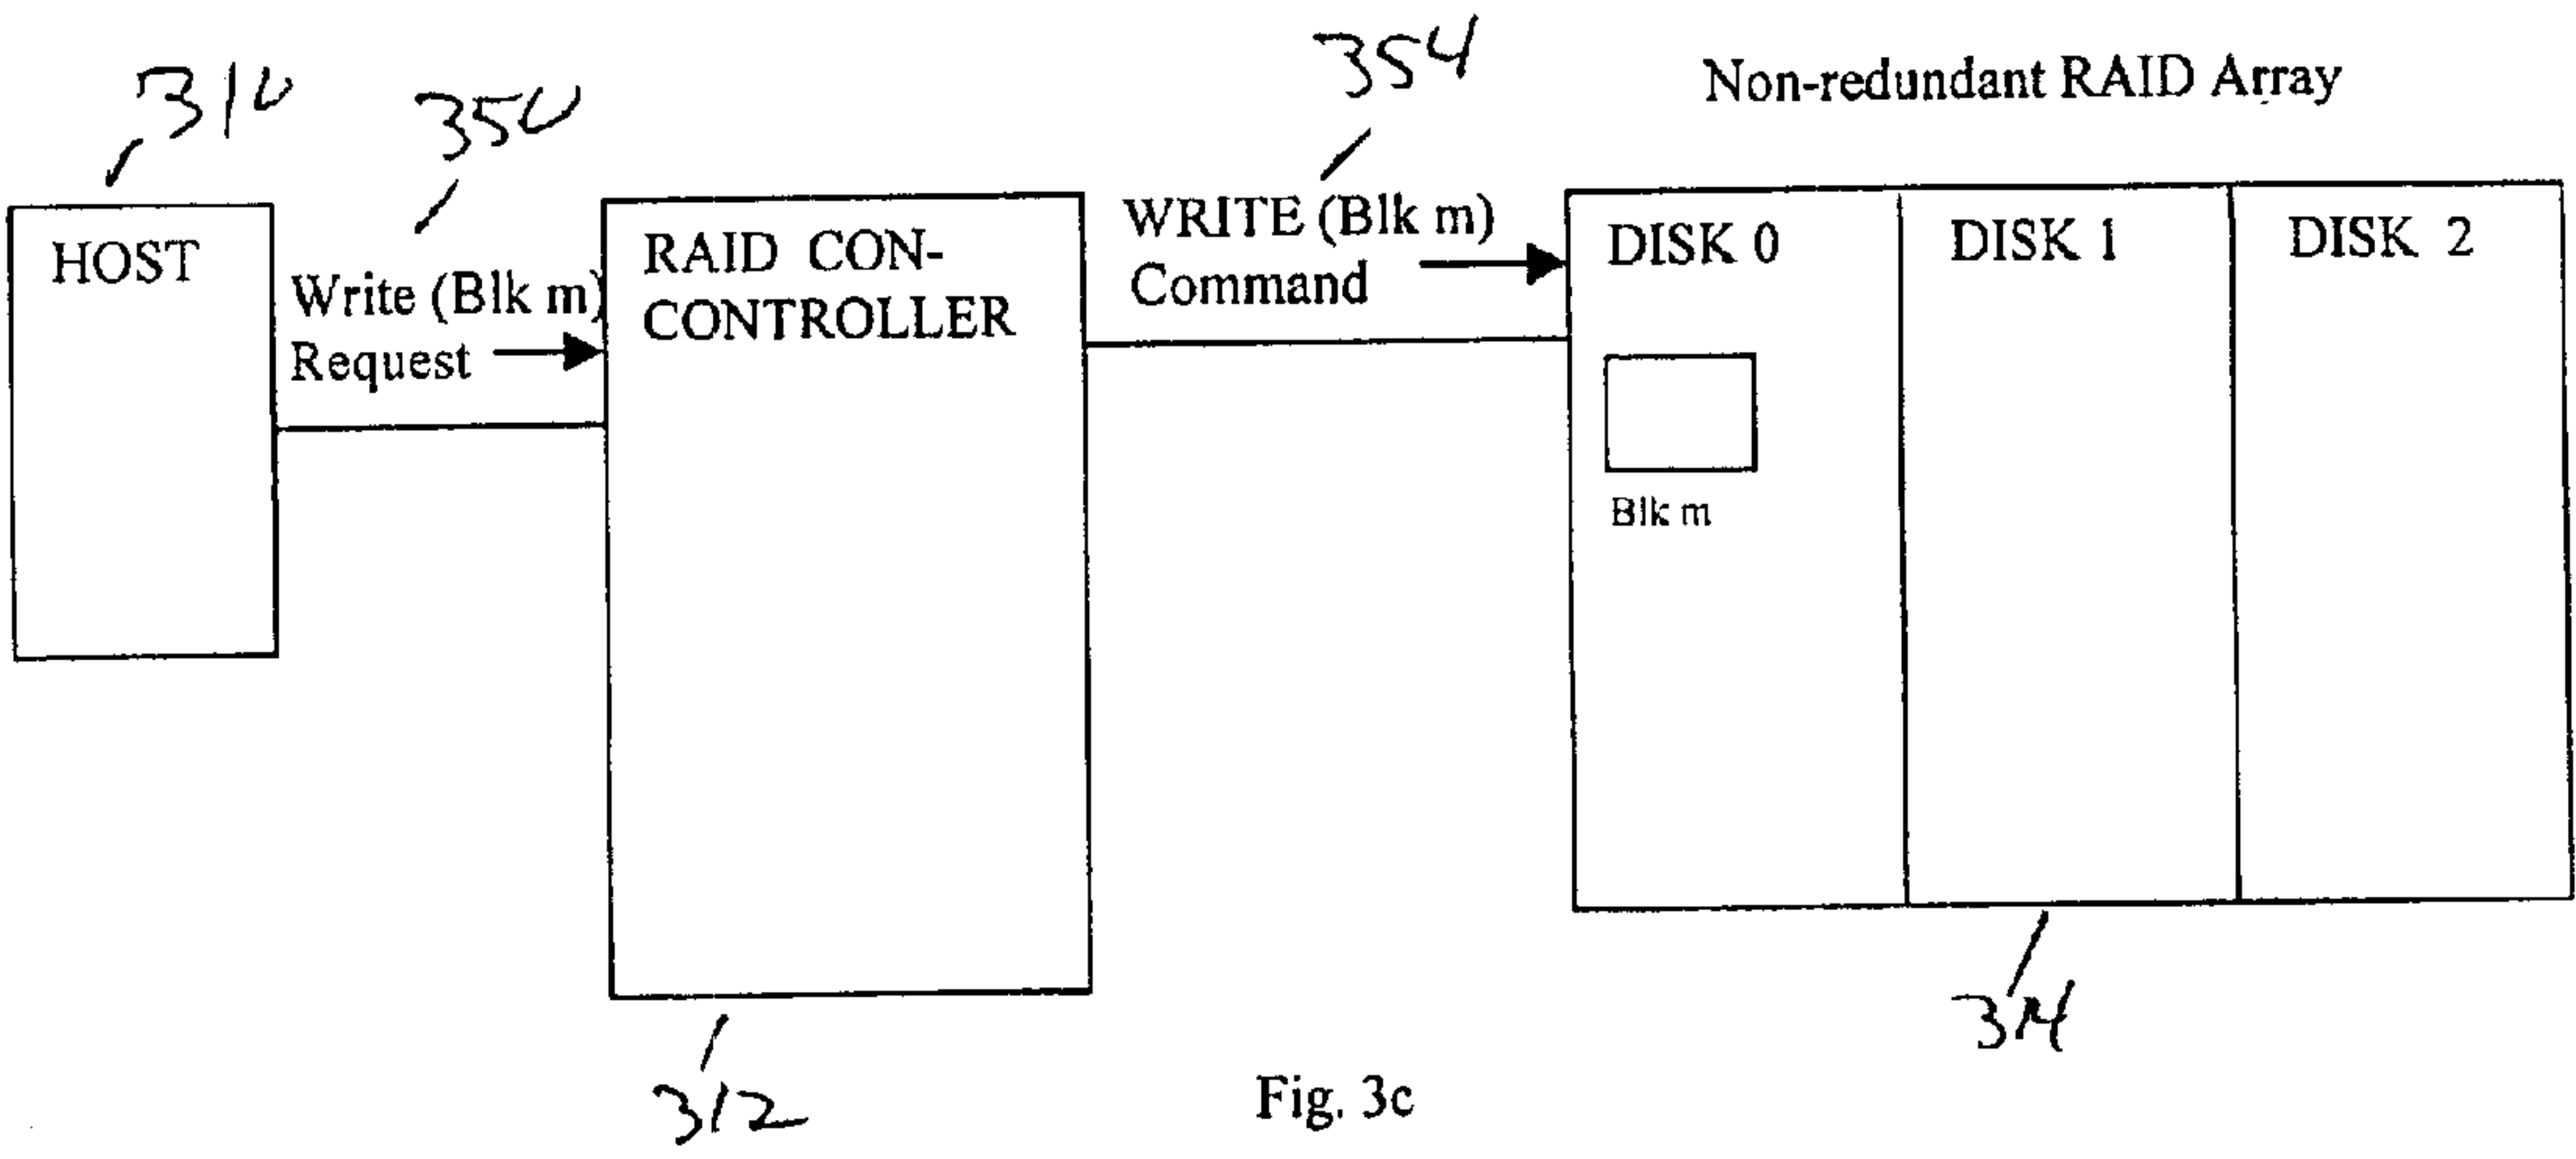 310
350
354
Non-redundant RAID Array
HOST
Write (Blk m)
Request
RAID CON-
CONTROLLER
WRITE (Blk m)
Command
DISK 0
DISK 1
DISK 2
Blk m
314
312
Fig. 3c